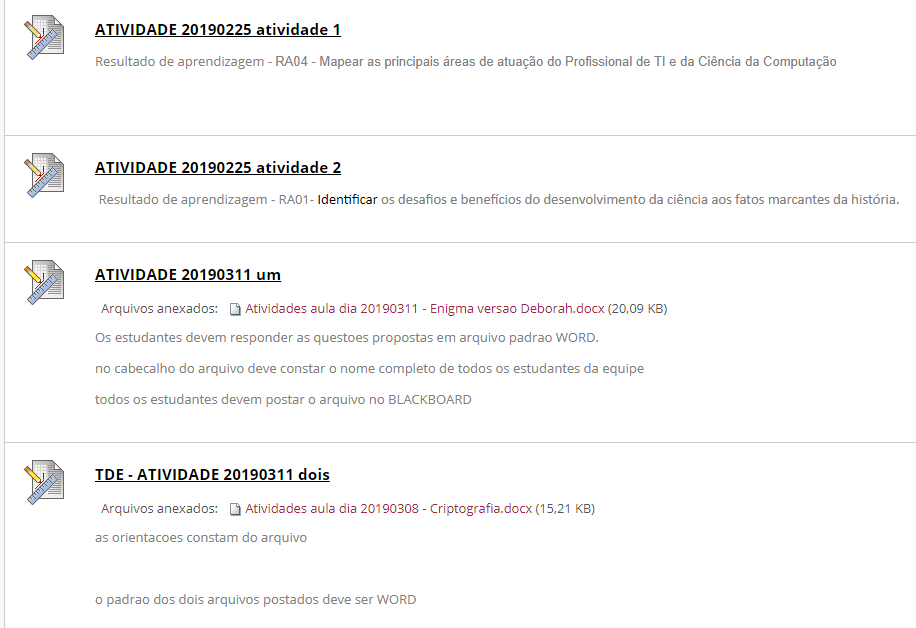 ATIVIDADE 20190225 atividade 1
Resultado de aprendizagem - RA04 - Mapear as principais áreas de atuação do Profissional de TI e da Ciência da Computação
ATIVIDADE 20190225 atividade 2
Resultado de aprendizagem - RA01- Identificar os desafios e benefícios do desenvolvimento da ciência aos fatos marcantes da história.
ATIVIDADE 20190311 um
Arquivos anexados: Atividades aula dia 20190311 - Enigma versao Deborah.docx (20,09 KB)
Os estudantes devem responder as questoes propostas em arquivo padrao WORD.
no cabecalho do arquivo deve constar o nome completo de todos os estudantes da equipe
todos os estudantes devem postar o arquivo no BLACKBOARD
TDE - ATIVIDADE 20190311 dois
Arquivos anexados: Atividades aula dia 20190308 - Criptografia.docx (15,21 KB)
as orientacoes constam do arquivo
o padrao dos dois arquivos postados deve ser WORD